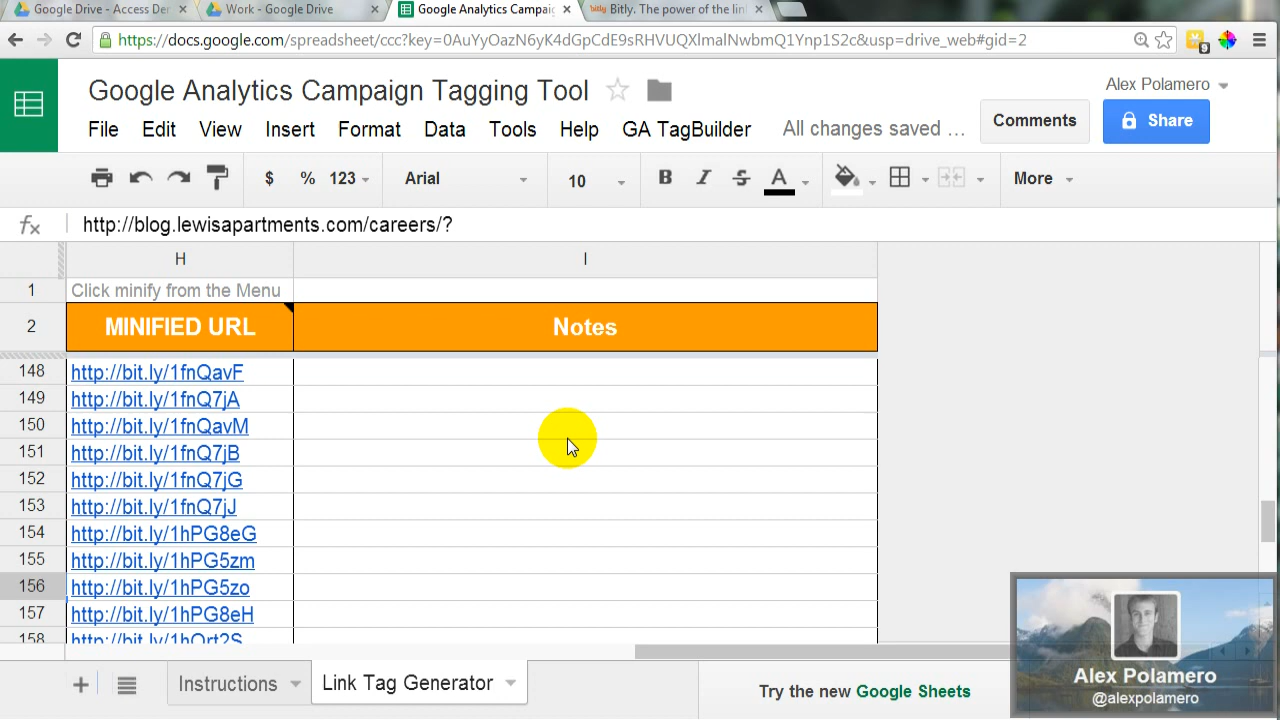 Google Drive - Access Der
Work - Google Drive
Google Analytics Campaig
Bitly. The power of the lin
https://docs.google.com/spreadsheet/ccc?key=0AuYyOazN6yK4dGpCdE9sRHVUQXlmalNwbmQ1Ynp1S2c&usp=drive_web#gid=2
9
Google Analytics Campaign Tagging Tool
Alex Polamero
File Edit View Insert Format Data Tools Help GA TagBuilder All changes saved ...
Comments
Share
$ % 123 Arial 10 B I S A More
fx http://blog.lewisapartments.com/careers/?
H I
1 Click minify from the Menu
2 MINIFIED URL Notes
148 http://bit.ly/1fnQavF
149 http://bit.ly/1fnQ7jA
150 http://bit.ly/1fnQavM
151 http://bit.ly/1fnQ7jB
152 http://bit.ly/1fnQ7jG
153 http://bit.ly/1fnQ7jJ
154 http://bit.ly/1hPG8eG
155 http://bit.ly/1hPG5zm
156 http://bit.ly/1hPG5zo
157 http://bit.ly/1hPG8eH
158
Instructions
Link Tag Generator
Try the new Google Sheets
Alex Polamero
@alexpolamero